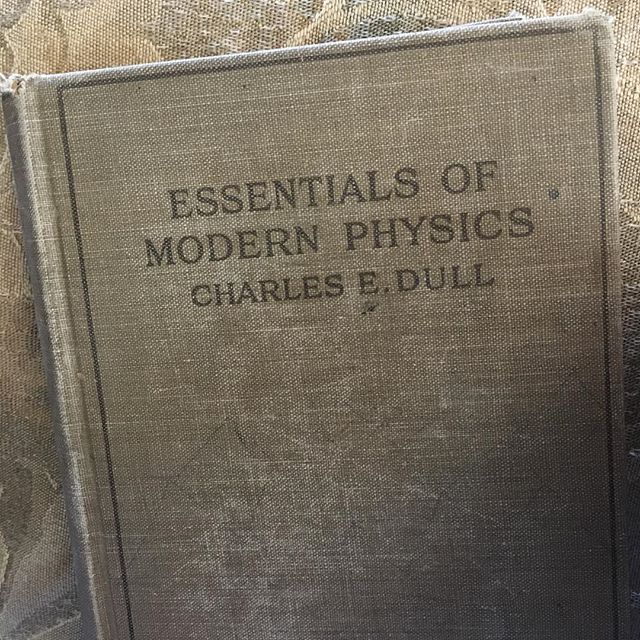 ESSENTIALS OF
MODERN PHYSICS
CHARLES E. DULL